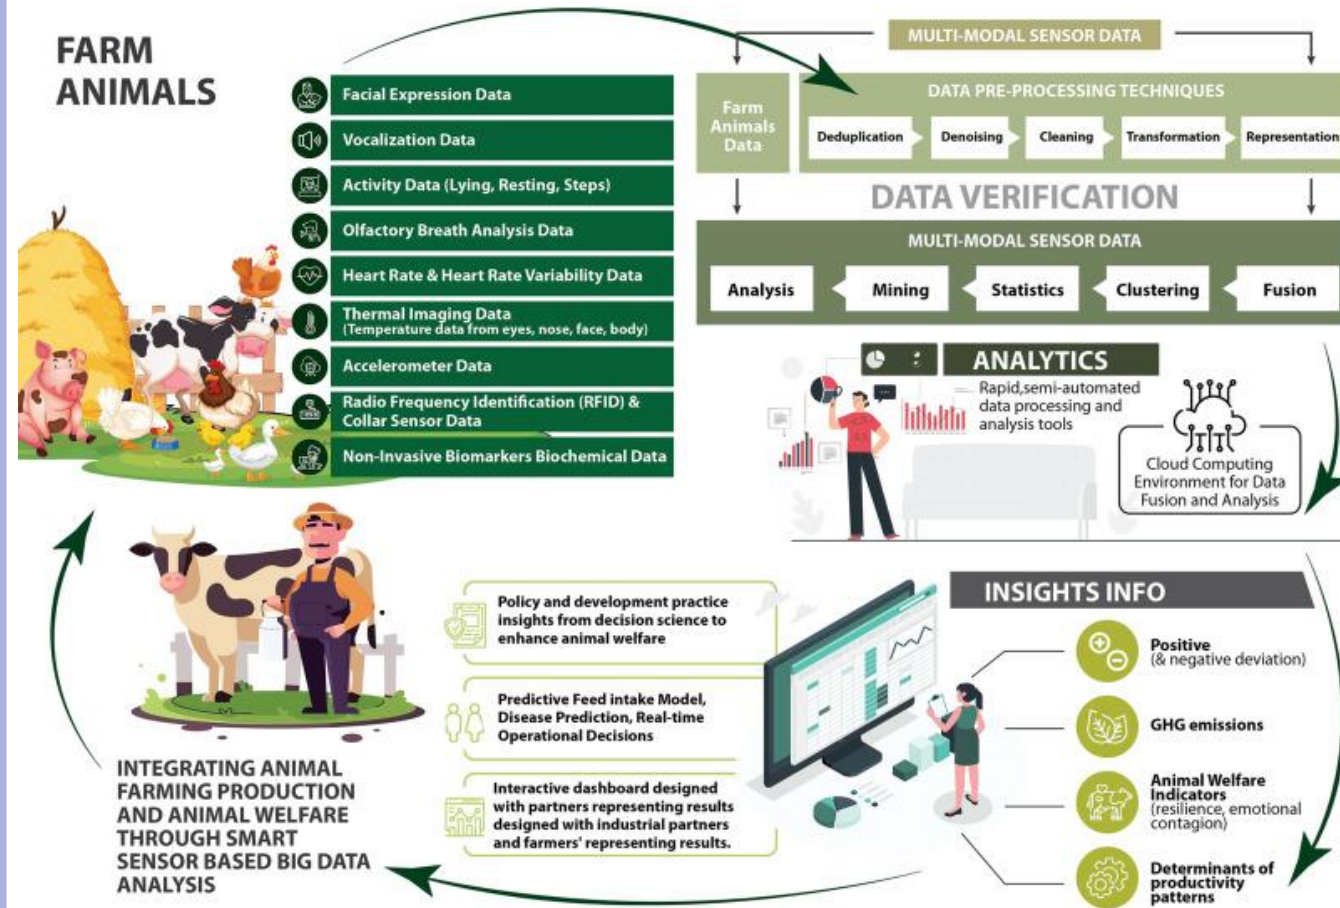 FARM
ANIMALS
Facial Expression Data
Vocalization Data
Activity Data (Lying, Resting, Steps)
Olfactory Breath Analysis Data
Heart Rate & Heart Rate Variability Data
Thermal Imaging Data
(Temperature data from eyes, nose, face, body)
Accelerometer Data
Radio Frequency Identification (RFID) &
Collar Sensor Data
Non-Invasive Biomarkers Biochemical Data
MULTI-MODAL SENSOR DATA
Farm
Animals
Data
DATA PRE-PROCESSING TECHNIQUES
Deduplication
Denoising
Cleaning
Transformation
Representation
DATA VERIFICATION
MULTI-MODAL SENSOR DATA
Analysis
Mining
Statistics
Clustering
Fusion
ANALYTICS
Rapid,semi-automated
data processing and
analysis tools
Cloud Computing
Environment for Data
Fusion and Analysis
INSIGHTS INFO
Positive
(& negative deviation)
GHG emissions
Animal Welfare
Indicators
(resilience, emotional
contagion)
Determinants of
productivity
patterns
Policy and development practice
insights from decision science to
enhance animal welfare
Predictive Feed intake Model,
Disease Prediction, Real-time
Operational Decisions
Interactive dashboard designed
with partners representing results
designed with industrial partners
and farmers' representing results.
INTEGRATING ANIMAL
FARMING PRODUCTION
AND ANIMAL WELFARE
THROUGH SMART
SENSOR BASED BIG DATA
ANALYSIS